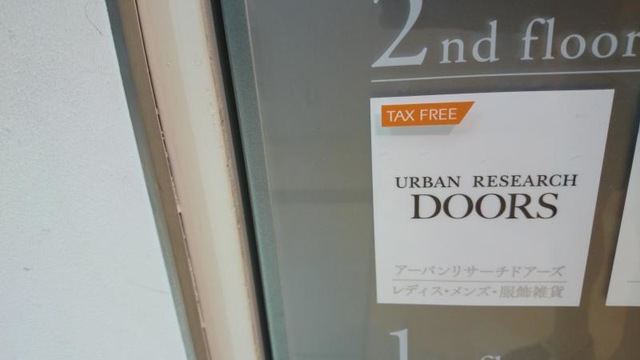 2nd floor
TAX FREE
URBAN RESEARCH
DOORS
アーバンリサーチドアーズ
レディス・メンズ・服飾雑貨